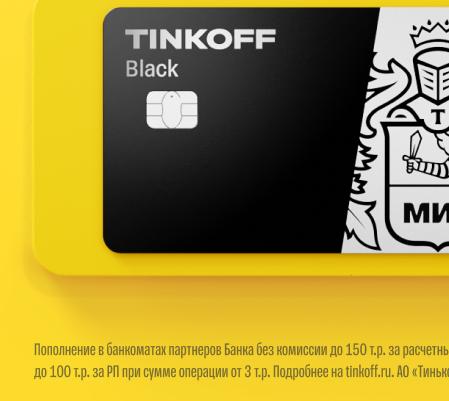 TINKOFF
Black
Т
МИ
Пополнение в банкоматах партнеров Банка без комиссии до 150 т.р. за расчетны
до 100 т.р. за РП при сумме операции от 3 т.р. Подробнее на tinkoff.ru. АО «Тинько